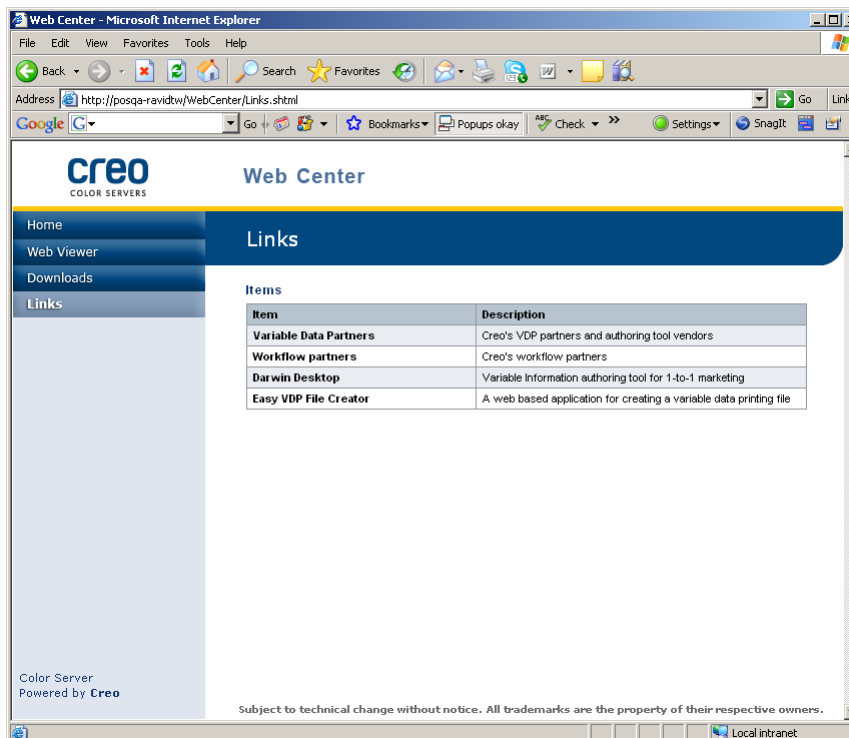 Web Center - Microsoft Internet Explorer
File Edit View Favorites Tools Help
Back Search Favorites
Address http://posqa-ravidtw/WebCenter/Links.shtml Go Link
Google G Go Bookmarks Popups okay ABC Check » Settings SnagIt
creo
COLOR SERVERS
Web Center
Home
Web Viewer
Downloads
Links
Links
Items
Item Description
Variable Data Partners Creo's VDP partners and authoring tool vendors
Workflow partners Creo's workflow partners
Darwin Desktop Variable Information authoring tool for 1-to-1 marketing
Easy VDP File Creator A web based application for creating a variable data printing file
Color Server
Powered by Creo
Subject to technical change without notice. All trademarks are the property of their respective owners.
Local intranet